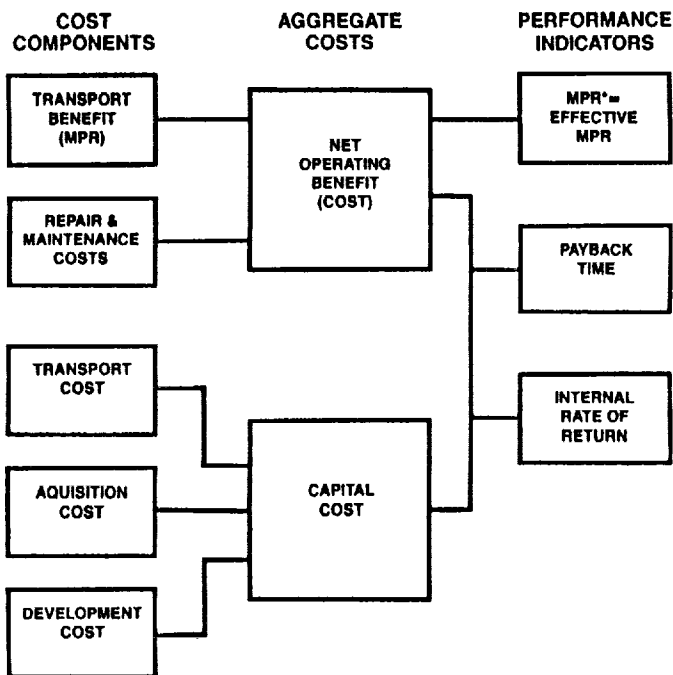 COST
COMPONENTS
AGGREGATE
COSTS
PERFORMANCE
INDICATORS
TRANSPORT
BENEFIT
(MPR)
REPAIR &
MAINTENANCE
COSTS
TRANSPORT
COST
AQUISITION
COST
DEVELOPMENT
COST
NET
OPERATING
BENEFIT
(COST)
CAPITAL
COST
MPR*=
EFFECTIVE
MPR
PAYBACK
TIME
INTERNAL
RATE OF
RETURN